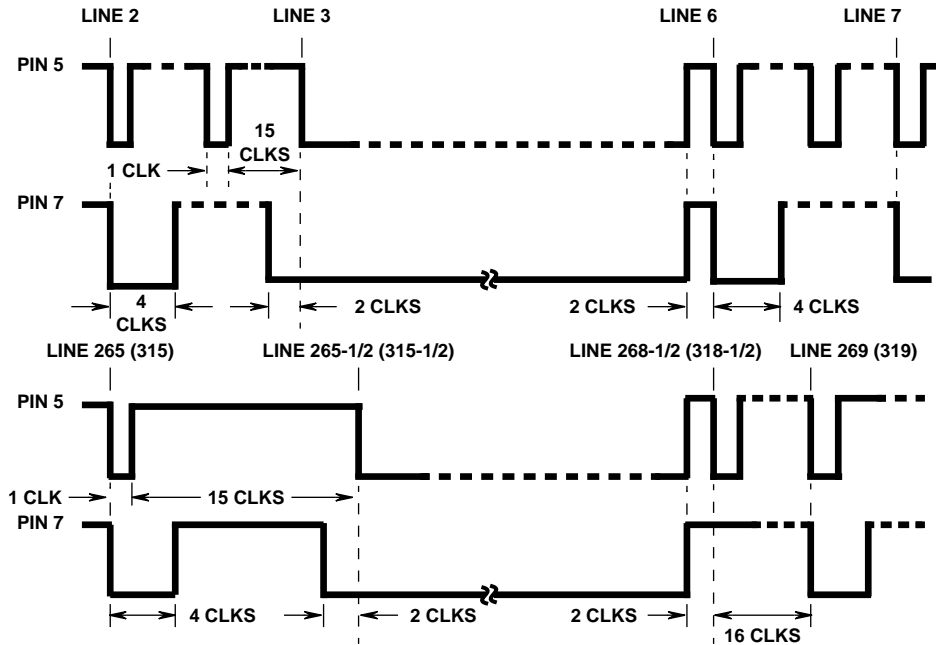 LINE 2 LINE 3 LINE 6 LINE 7
PIN 5
15
CLKS
1 CLK
PIN 7
4
CLKS
2 CLKS 2 CLKS 4 CLKS
LINE 265 (315) LINE 265-1/2 (315-1/2) LINE 268-1/2 (318-1/2) LINE 269 (319)
PIN 5
1 CLK 15 CLKS
PIN 7
4 CLKS 2 CLKS 2 CLKS
16 CLKS